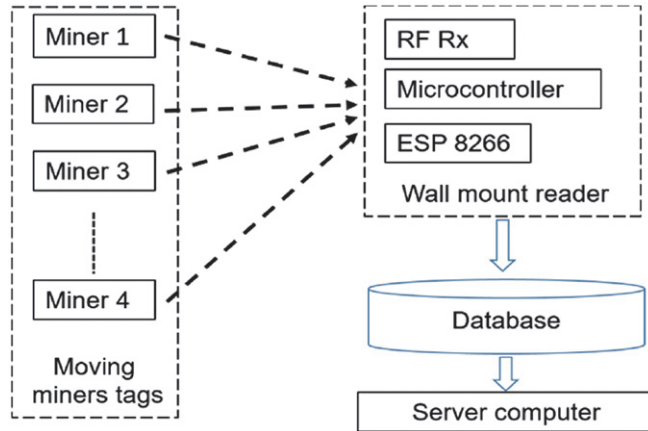 Miner 1
Miner 2
Miner 3
Miner 4
Moving
miners tags
RF Rx
Microcontroller
ESP 8266
Wall mount reader
Database
Server computer